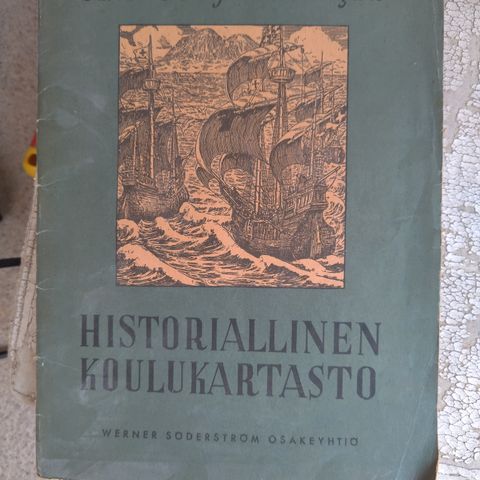 HISTORIALLINEN
KOULUKARTASTO
WERNER SÖDERSTRÖM OSAKEYHTIÖ